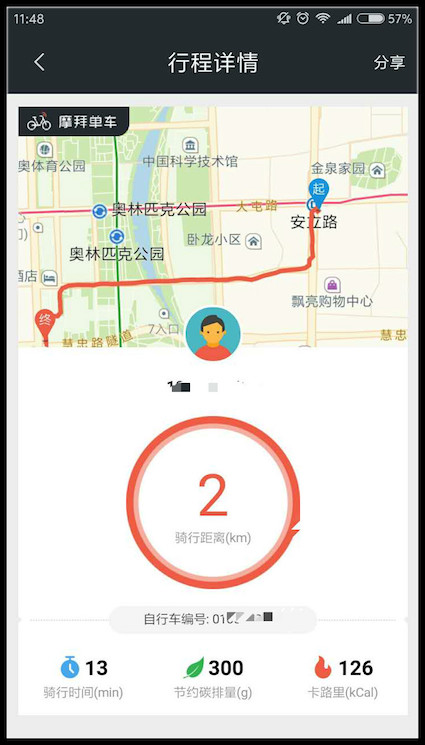 11:48 57%
行程详情 分享
摩拜单车
奥体育公园
中国科学技术馆
金泉家园
起
奥林匹克公园
大屯路
安立路
奥林匹克公园
卧龙小区
酒店
飘亮购物中心
终
7入口
慧忠路隧道
慧忠
2
骑行距离(km)
自行车编号:
13 300 126
骑行时间(min) 节约碳排量(g) 卡路里(kCal)